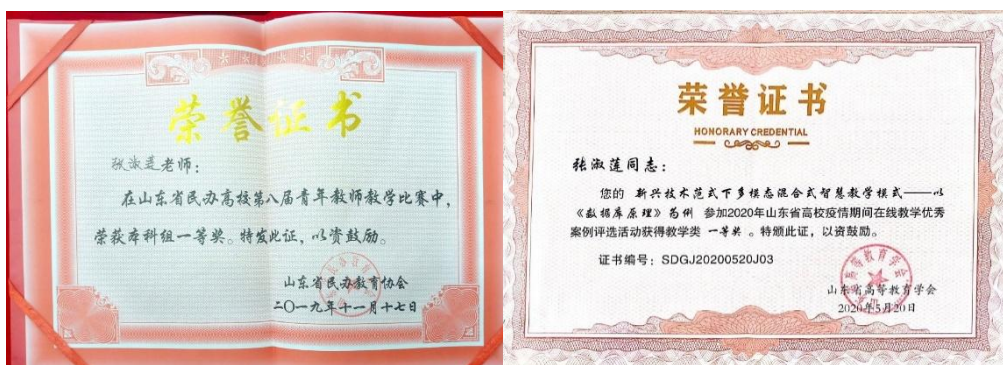 荣誉证书
张淑莲老师：
在山东省民办高校第八届青年教师教学比赛中，
荣获本科组一等奖。特发此证，以资鼓励。
山东省民办教育协会
二〇一九年十一月十七日
荣誉证书
HONORARY CREDENTIAL
张淑莲同志：
您的 新兴技术范式下多模态混合式智慧教学模式——以
《数据库原理》为例 参加2020年山东省高校疫情期间在线教学优秀
案例评选活动获得教学类 一等奖 。特颁此证，以资鼓励。
证书编号：SDGJ20200520J03
山东省高等教育学会
2020年5月20日